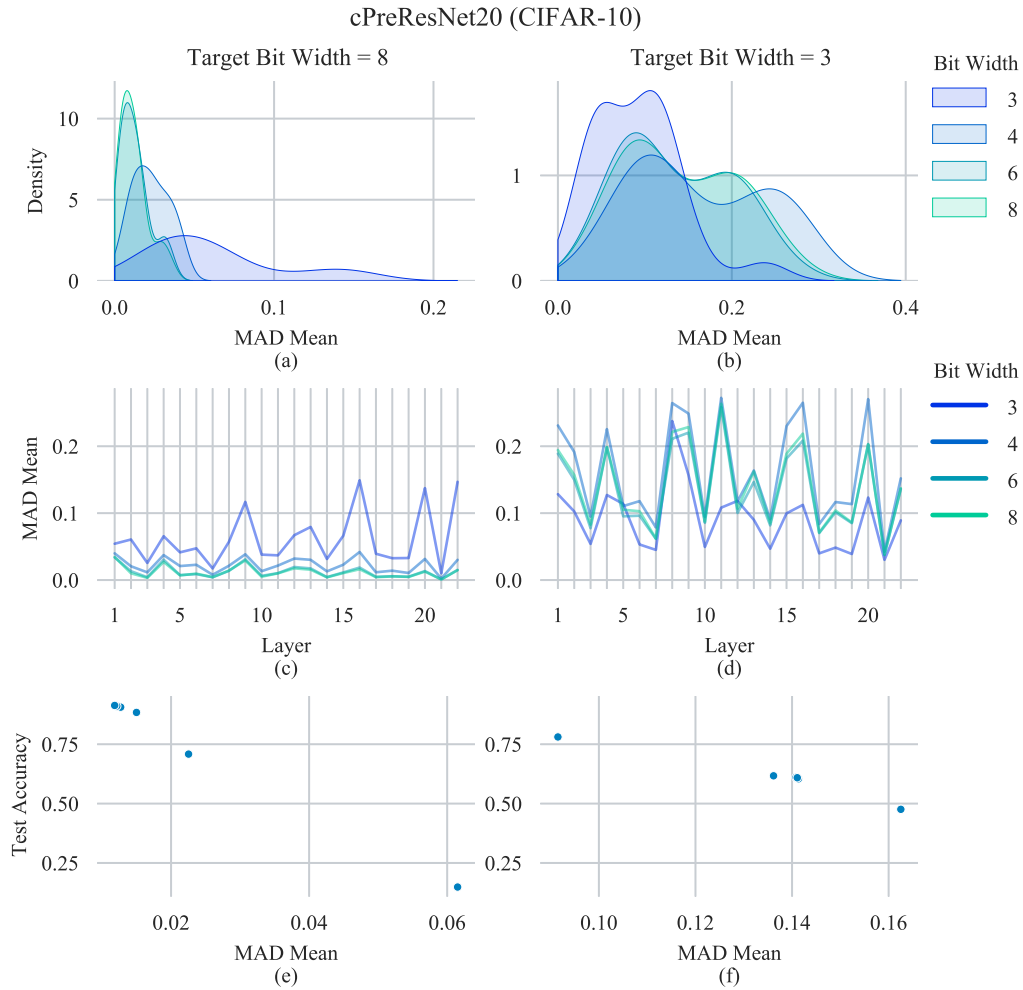 cPreResNet20 (CIFAR-10)
Target Bit Width = 8
Target Bit Width = 3
Bit Width
3
4
6
8
Density
10
5
0
0.0
0.1
0.2
MAD Mean
(a)
1
0
0.0
0.2
0.4
MAD Mean
(b)
Bit Width
3
4
6
8
MAD Mean
0.2
0.1
0.0
1
5
10
15
20
Layer
(c)
0.2
0.1
0.0
1
5
10
15
20
Layer
(d)
Test Accuracy
0.75
0.50
0.25
0.02
0.04
0.06
MAD Mean
(e)
0.75
0.50
0.25
0.10
0.12
0.14
0.16
MAD Mean
(f)